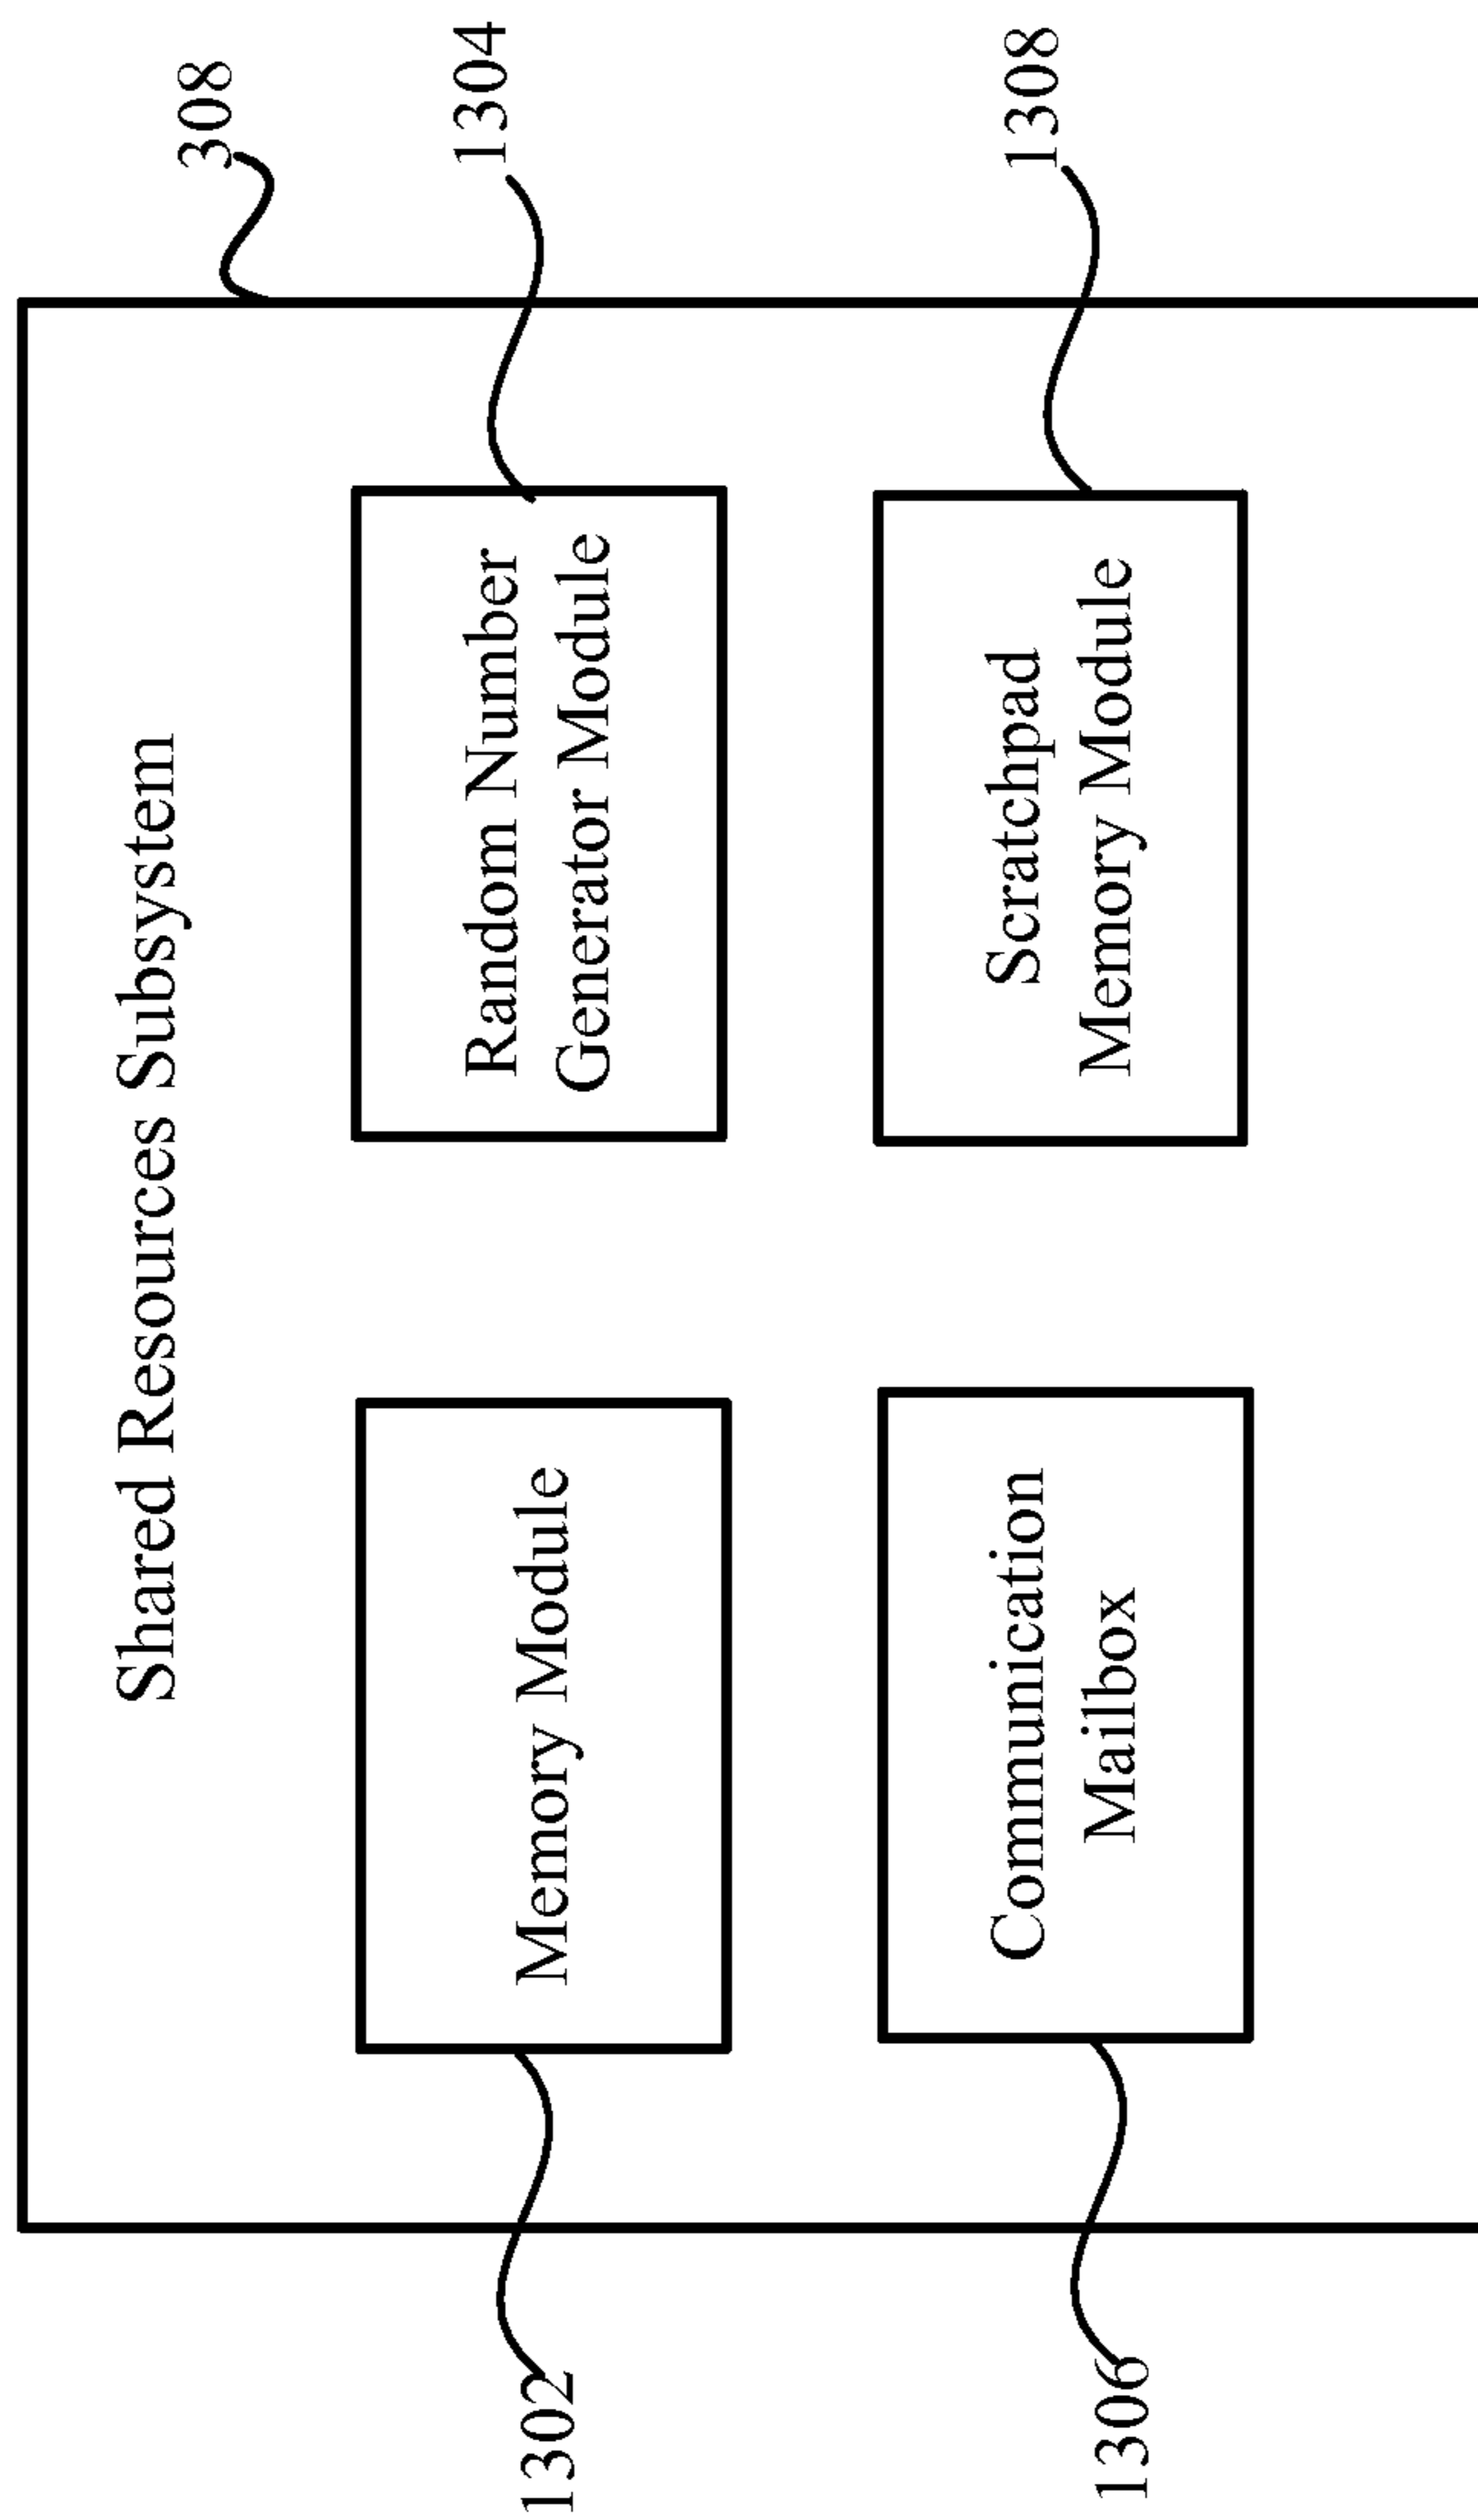 308
Shared Resources Subsystem
1302
Memory Module
Random Number
Generator Module
1304
1306
Communication
Mailbox
Scratchpad
Memory Module
1308